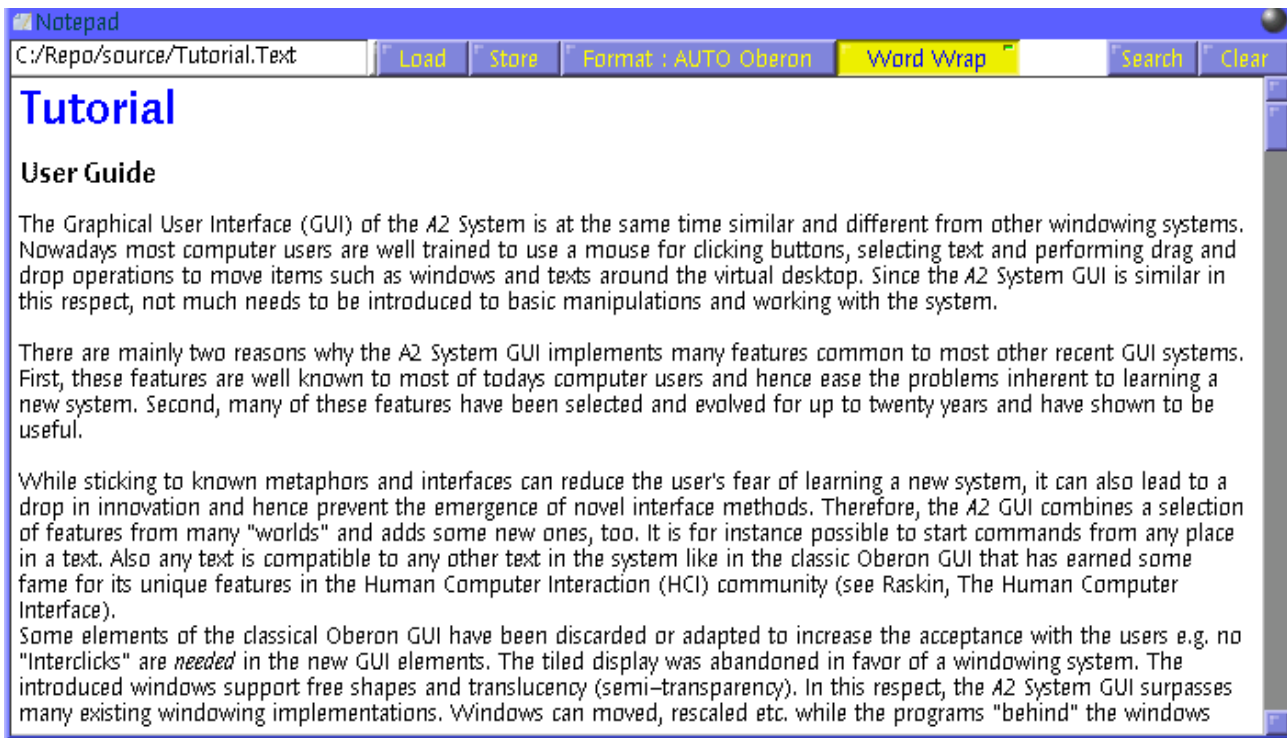 Notepad
C:/Repo/source/Tutorial.Text Load Store Format : AUTO Oberon Word Wrap Search Clear
Tutorial
User Guide
The Graphical User Interface (GUI) of the A2 System is at the same time similar and different from other windowing systems.
Nowadays most computer users are well trained to use a mouse for clicking buttons, selecting text and performing drag and
drop operations to move items such as windows and texts around the virtual desktop. Since the A2 System GUI is similar in
this respect, not much needs to be introduced to basic manipulations and working with the system.
There are mainly two reasons why the A2 System GUI implements many features common to most other recent GUI systems.
First, these features are well known to most of todays computer users and hence ease the problems inherent to learning a
new system. Second, many of these features have been selected and evolved for up to twenty years and have shown to be
useful.
While sticking to known metaphors and interfaces can reduce the user's fear of learning a new system, it can also lead to a
drop in innovation and hence prevent the emergence of novel interface methods. Therefore, the A2 GUI combines a selection
of features from many "worlds" and adds some new ones, too. It is for instance possible to start commands from any place
in a text. Also any text is compatible to any other text in the system like in the classic Oberon GUI that has earned some
fame for its unique features in the Human Computer Interaction (HCI) community (see Raskin, The Human Computer
Interface).
Some elements of the classical Oberon GUI have been discarded or adapted to increase the acceptance with the users e.g. no
"Interclicks" are needed in the new GUI elements. The tiled display was abandoned in favor of a windowing system. The
introduced windows support free shapes and translucency (semi–transparency). In this respect, the A2 System GUI surpasses
many existing windowing implementations. Windows can moved, rescaled etc. while the programs "behind" the windows